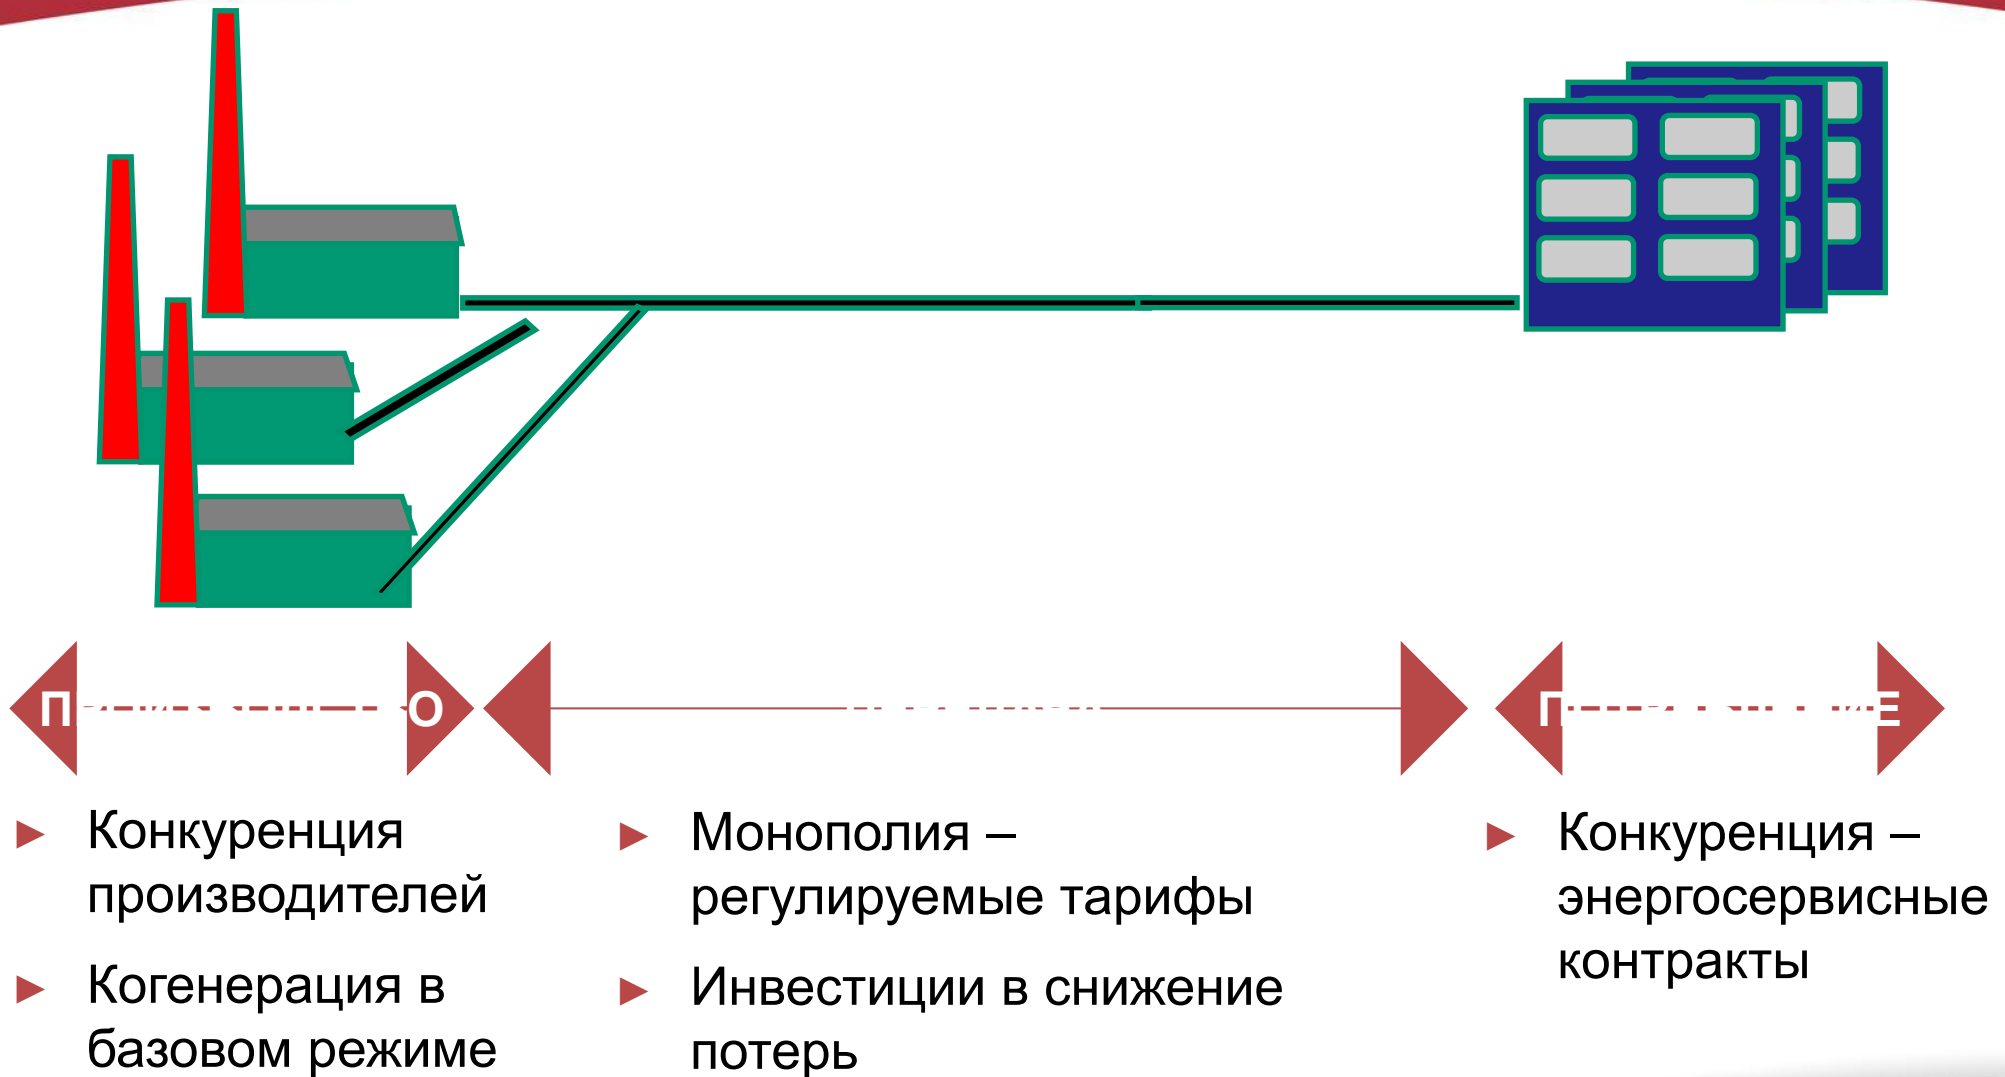 Конкуренция
производителей
Когенерация в
базовом режиме
Монополия –
регулируемые тарифы
Инвестиции в снижение
потерь
Конкуренция –
энергосервисные
контракты